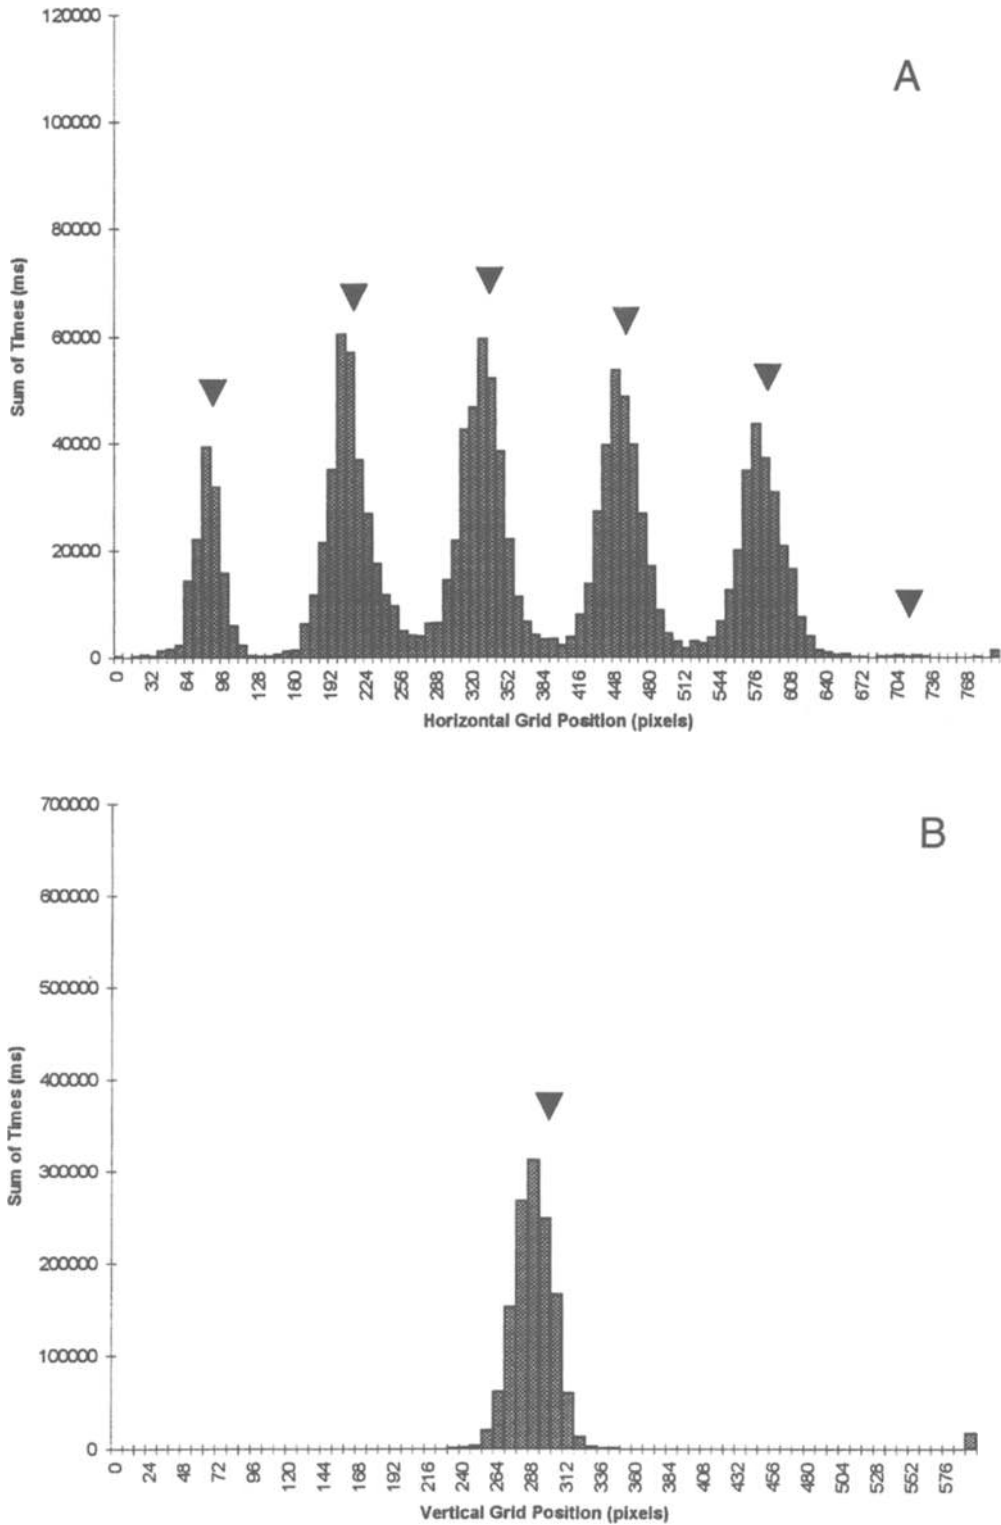 120000
A
100000
80000
60000
40000
20000
0
Sum of Times (ms)
0 32 64 96 128 160 192 224 256 288 320 352 384 416 448 480 512 544 576 608 640 672 704 736 768
Horizontal Grid Position (pixels)
700000
B
600000
500000
400000
300000
200000
100000
0
Sum of Times (ms)
0 24 48 72 96 120 144 168 192 216 240 264 288 312 336 360 384 408 432 456 480 504 528 552 576
Vertical Grid Position (pixels)